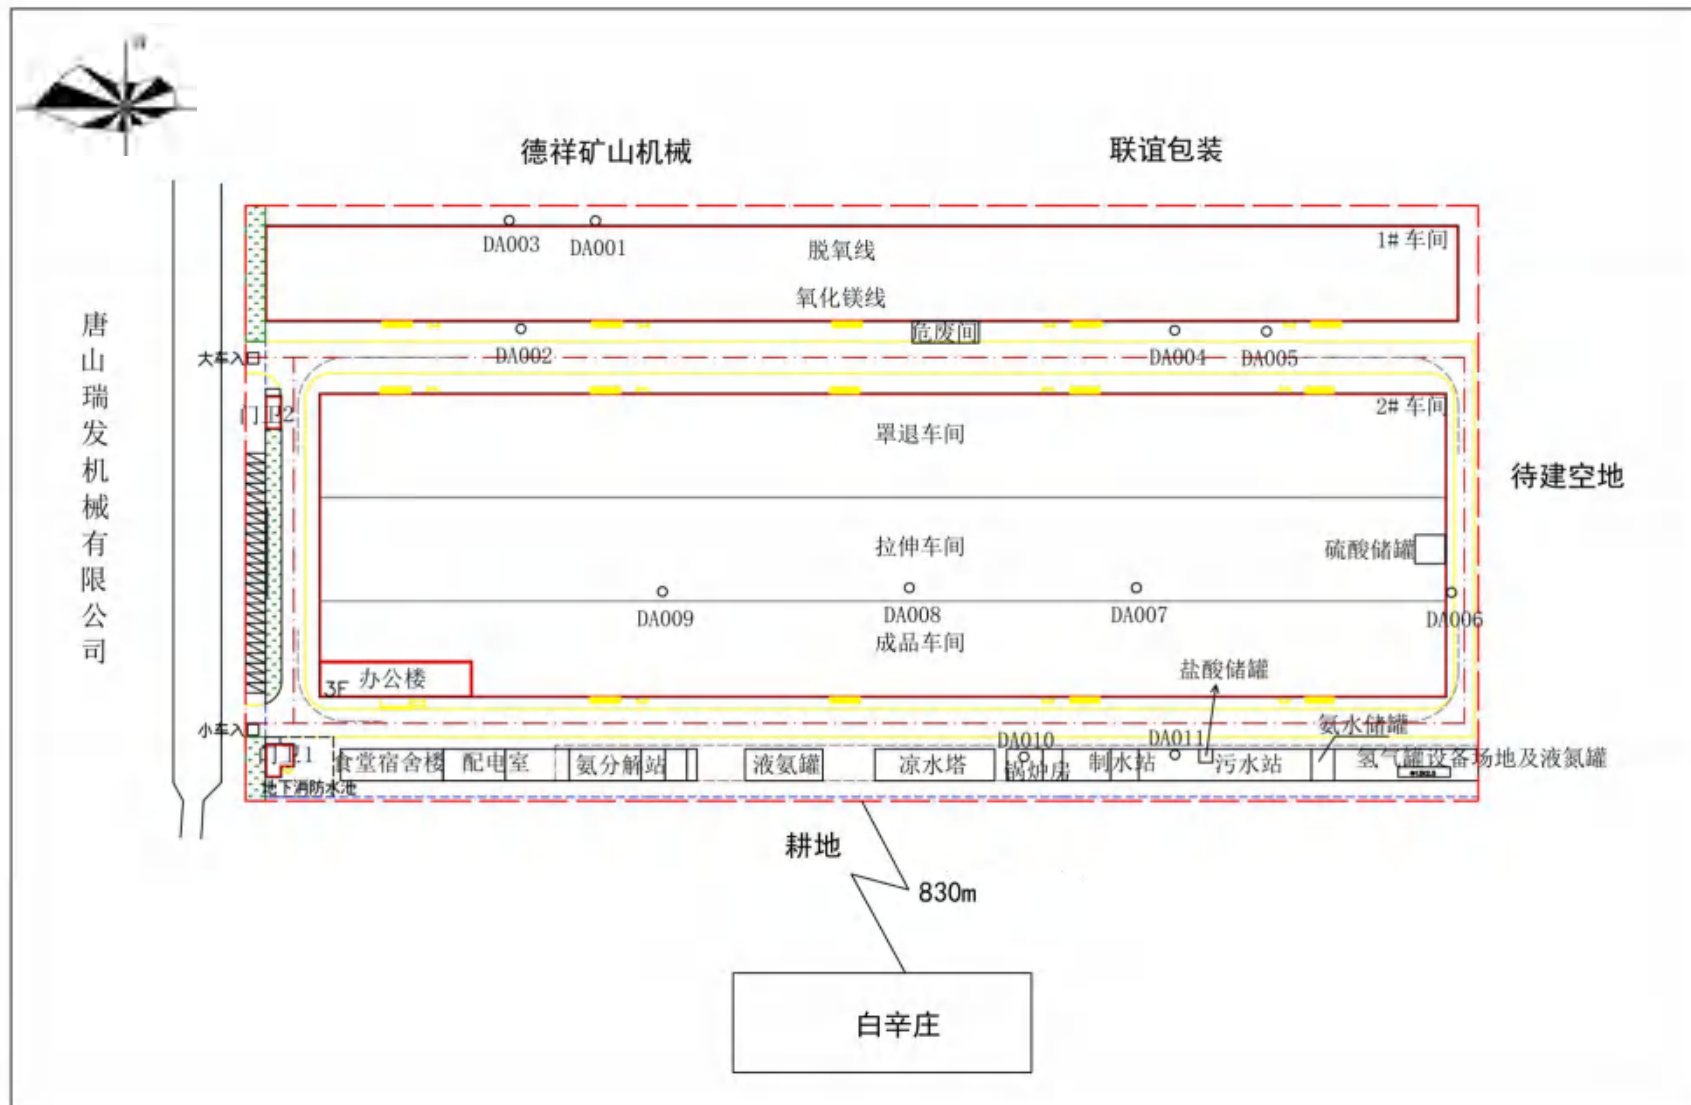 德祥矿山机械
联谊包装
DA003
DA001
脱氧线
1#车间
氧化镁线
危废间
DA002
DA004
DA005
大车入口
唐山瑞发机械有限公司
门卫2
2#车间
罩退车间
待建空地
拉伸车间
硫酸储罐
DA009
DA008
DA007
DA006
成品车间
3F
办公楼
盐酸储罐
小车入口
氨水储罐
DA010
DA011
门卫1
食堂宿舍楼
配电室
氨分解站
液氨罐
凉水塔
锅炉房
制水站
污水站
氢气罐设备场地及液氮罐
地下消防水池
耕地
830m
白辛庄